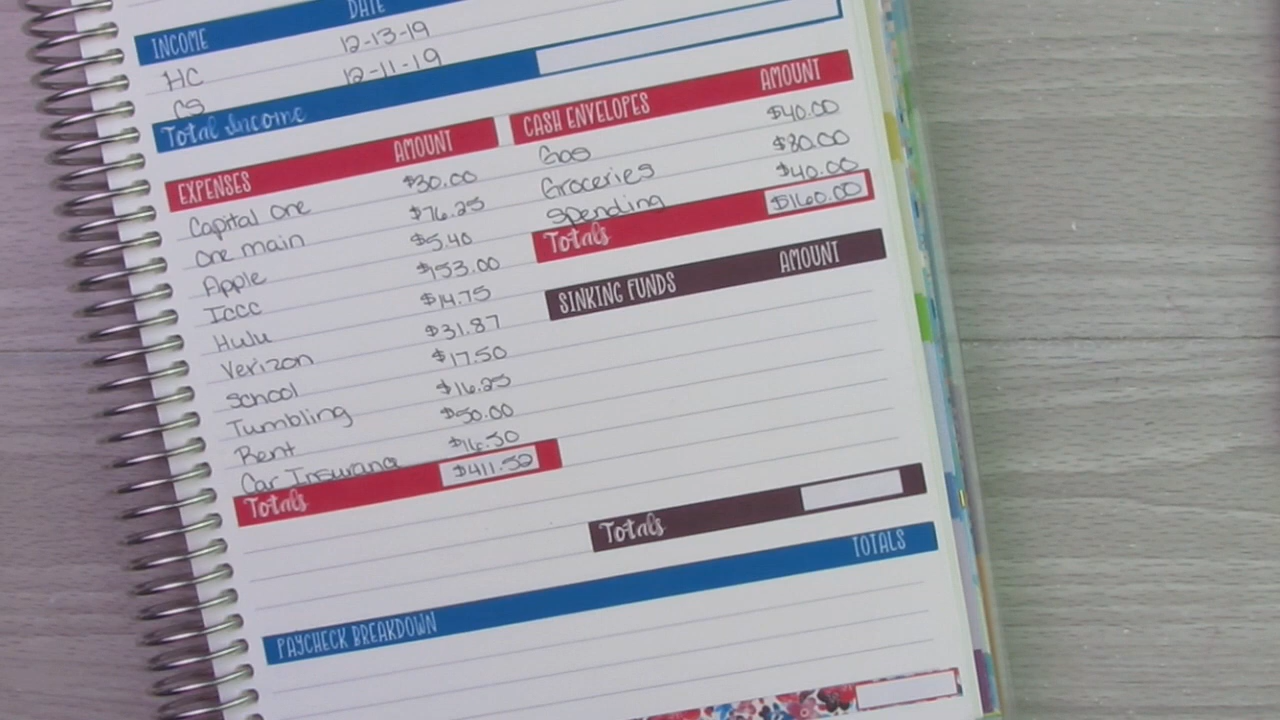 DATE
INCOME
HC 12-13-19
CS 12-11-19
Total Income
EXPENSES AMOUNT
Capital One $30.00
One main $76.25
Apple $5.40
ICCC $153.00
Hulu $14.75
Verizon $31.87
School $17.50
Tumbling $16.25
Rent $50.00
Car Insurance $16.50
Totals $411.52
CASH ENVELOPES AMOUNT
Gas $40.00
Groceries $80.00
Spending $40.00
Totals $160.00
SINKING FUNDS AMOUNT
Totals
PAYCHECK BREAKDOWN TOTALS